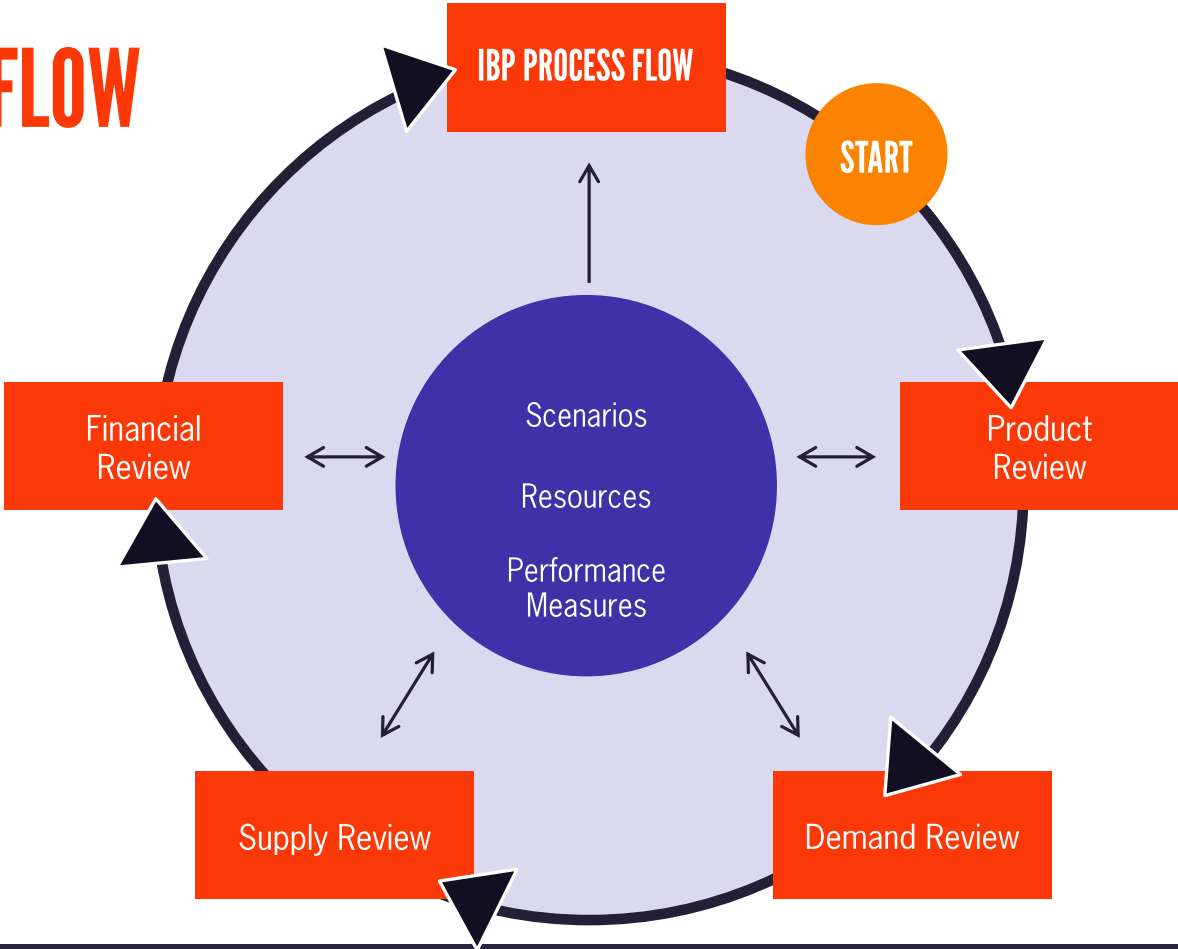 FLOW
IBP PROCESS FLOW
START
Financial
Review
Scenarios
Resources
Performance
Measures
Product
Review
Supply Review
Demand Review